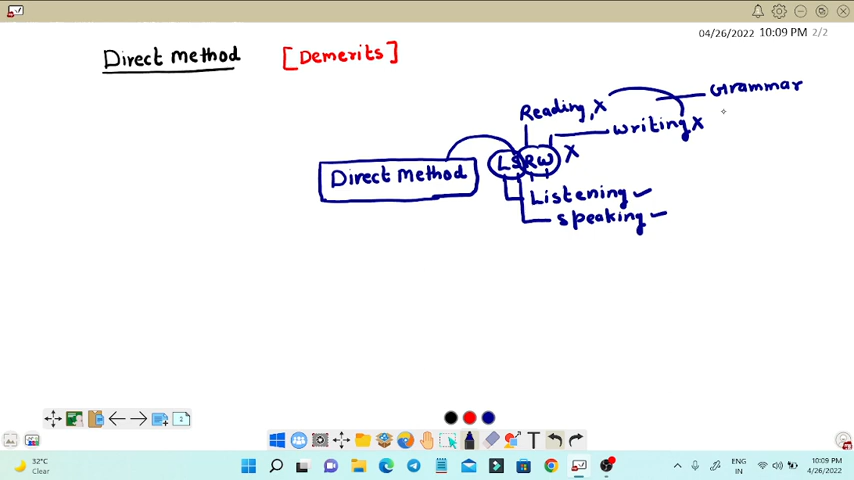 04/26/2022 10:09 PM 2/2
Direct method [Demerits]
Grammar
Reading, X
Writing X
LSRW X
Direct Method
Listening ✓
speaking ✓
2
T
32°C
Clear
ENG
IN
10:09 PM
4/26/2022